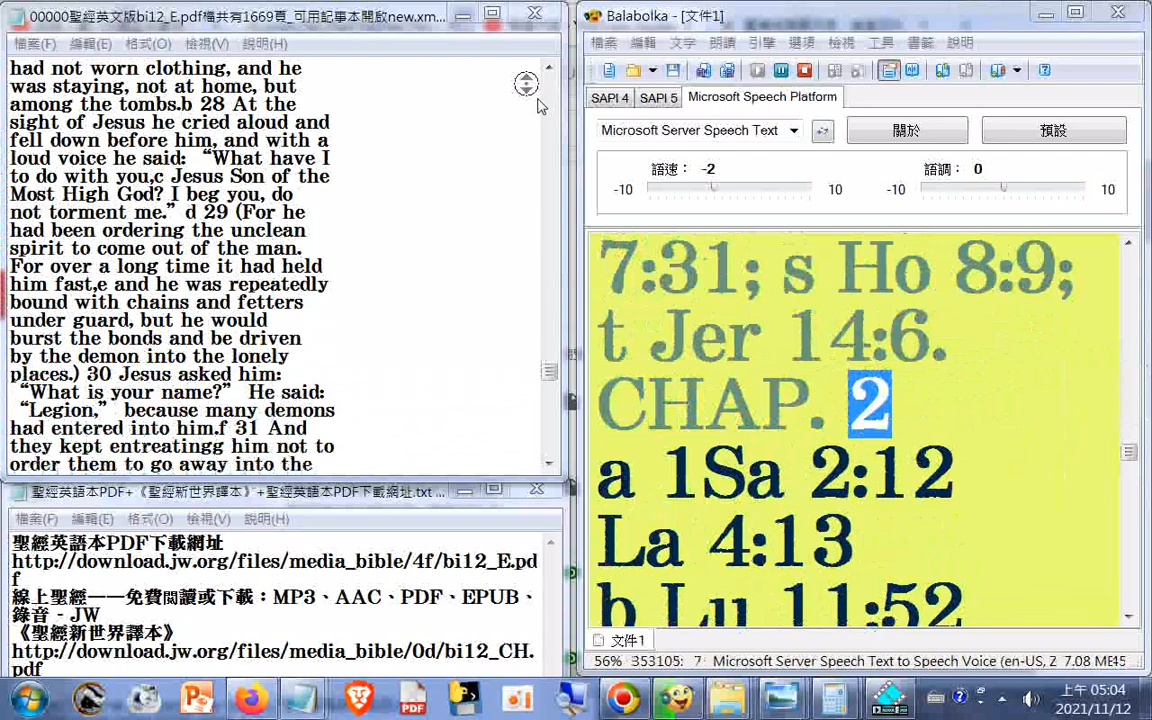 00000聖經英文版bi12_E.pdf檔共有1669頁_可用記事本開啟new.xm...
檔案(F) 編輯(E) 格式(O) 檢視(V) 說明(H)
had not worn clothing, and he
was staying, not at home, but
among the tombs.b 28 At the
sight of Jesus he cried aloud and
fell down before him, and with a
loud voice he said: “What have I
to do with you,c Jesus Son of the
Most High God? I beg you, do
not torment me.” d 29 (For he
had been ordering the unclean
spirit to come out of the man.
For over a long time it had held
him fast,e and he was repeatedly
bound with chains and fetters
under guard, but he would
burst the bonds and be driven
by the demon into the lonely
places.) 30 Jesus asked him:
“What is your name?” He said:
“Legion,” because many demons
had entered into him.f 31 And
they kept entreatingg him not to
order them to go away into the
聖經英語本PDF+《聖經新世界譯本》+聖經英語本PDF下載網址.txt ...
檔案(F) 編輯(E) 格式(O) 檢視(V) 說明(H)
聖經英語本PDF下載網址
http://download.jw.org/files/media_bible/4f/bi12_E.pd
f
線上聖經——免費閱讀或下載：MP3、AAC、PDF、EPUB、
錄音 - JW
《聖經新世界譯本》
http://download.jw.org/files/media_bible/0d/bi12_CH.
pdf
Balabolka - [文件1]
檔案 編輯 文字 朗讀 引擎 選項 檢視 工具 書籤 說明
SAPI 4 SAPI 5 Microsoft Speech Platform
Microsoft Server Speech Text 關於 預設
語速： -2 語調： 0
-10 10 -10 10
7:31; s Ho 8:9;
t Jer 14:6.
CHAP. 2
a 1Sa 2:12
La 4:13
b Lu 11:52
文件1
56% 353105: 7 Microsoft Server Speech Text to Speech Voice (en-US, Z 7.08 ME45
上午 05:04
2021/11/12